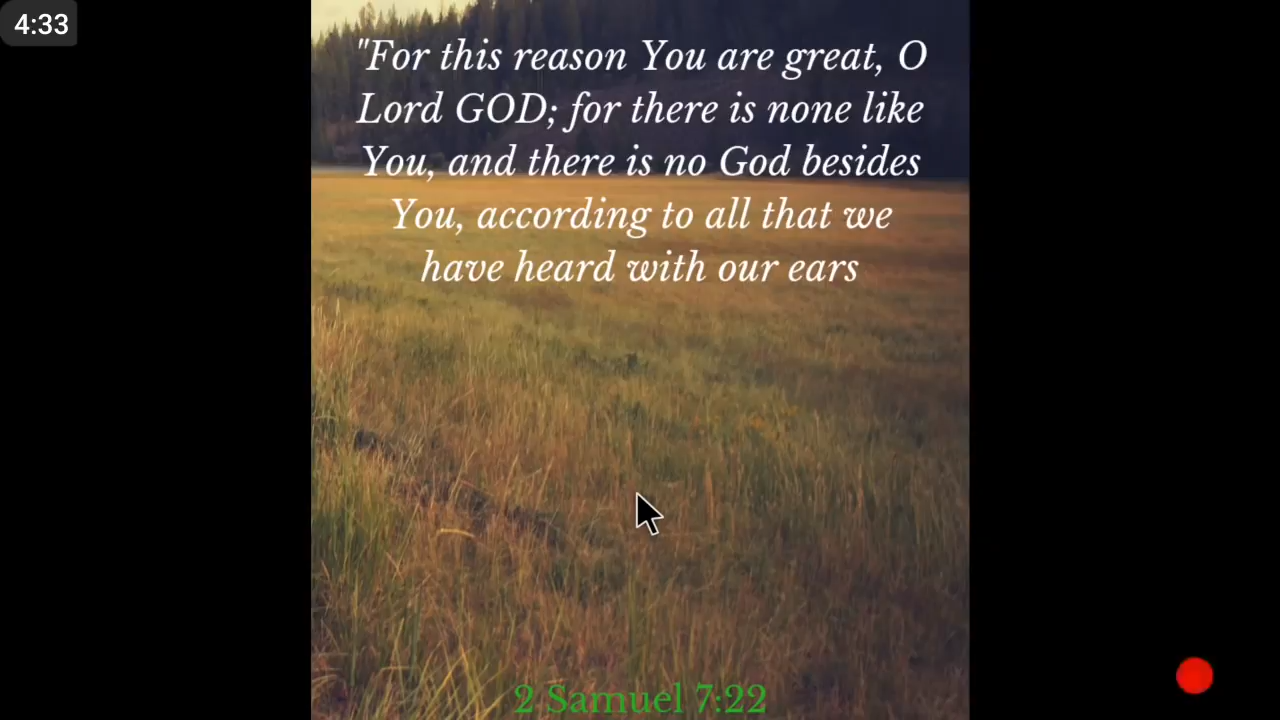 4:33
"For this reason You are great, O
Lord GOD; for there is none like
You, and there is no God besides
You, according to all that we
have heard with our ears
2 Samuel 7:22